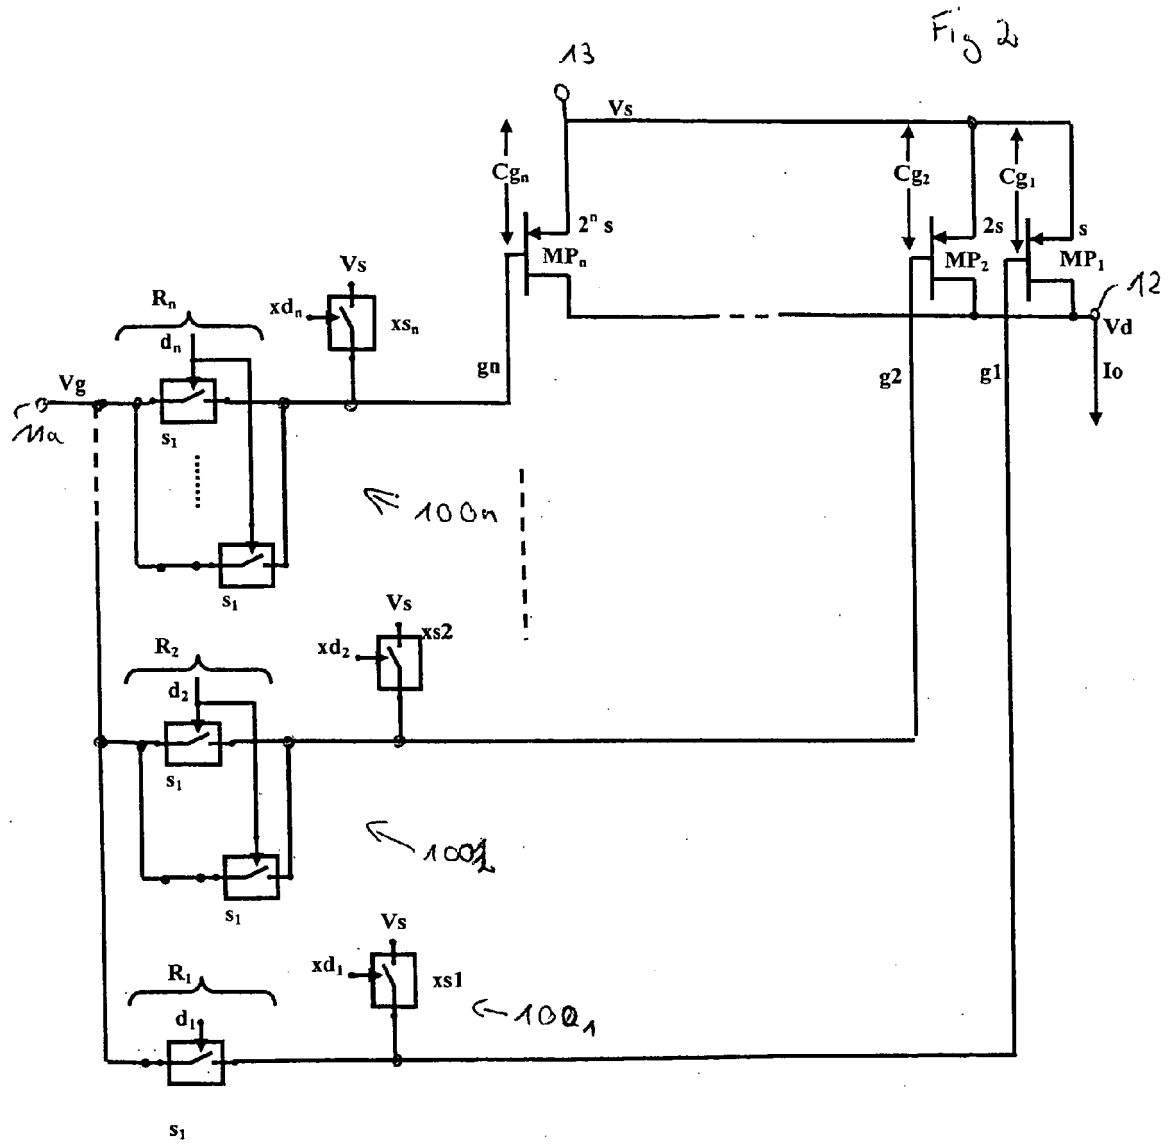 Fig 2
13
Vs
Cgₙ
Cg₂
Cg₁
2ⁿ s
2s
s
MPₙ
MP₂
MP₁
12
Vs
Rₙ
xdₙ
xsₙ
dₙ
Vd
gn
g2
g1
Io
Vg
11a
s₁
100n
s₁
Vs
xs2
R₂
xd₂
d₂
s₁
100₂
s₁
Vs
R₁
xd₁
xs1
d₁
100₁
s₁